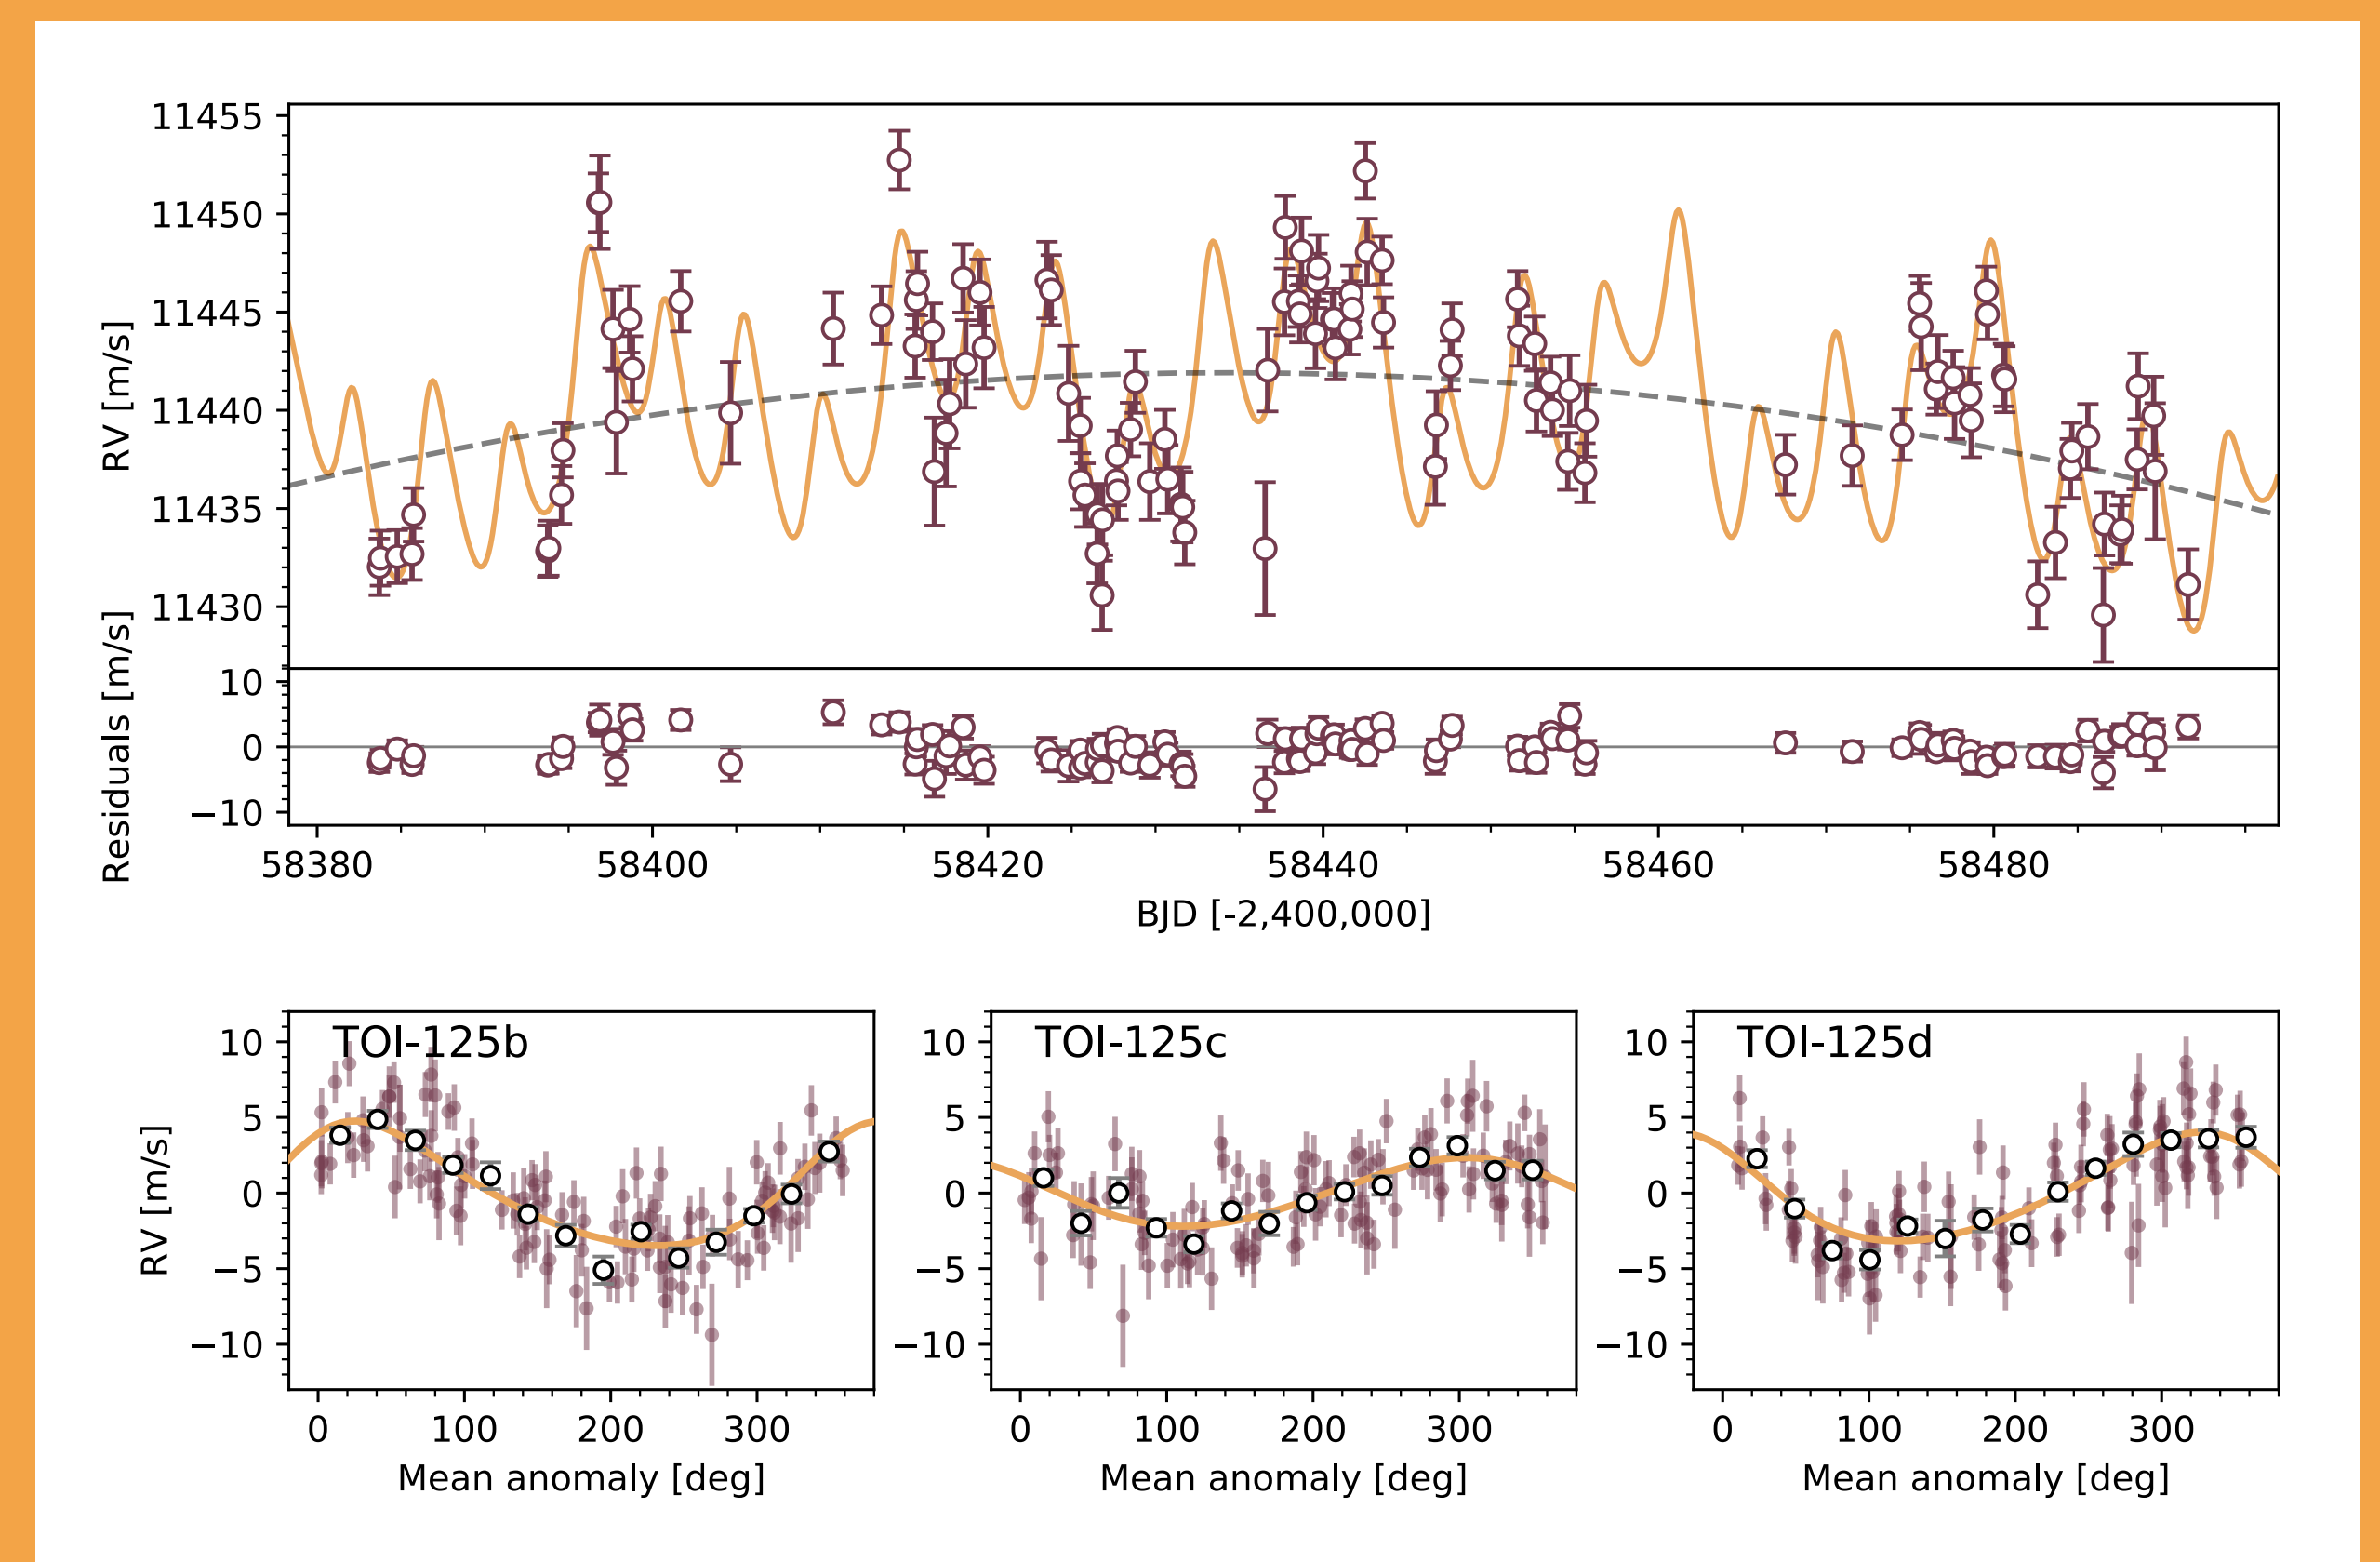 11455
11450
11445
11440
11435
11430
RV [m/s]
10
0
−10
Residuals [m/s]
58380 58400 58420 58440 58460 58480
BJD [-2,400,000]
TOI-125b
10
5
0
−5
−10
RV [m/s]
0 100 200 300
Mean anomaly [deg]
TOI-125c
10
5
0
−5
−10
0 100 200 300
Mean anomaly [deg]
TOI-125d
10
5
0
−5
−10
0 100 200 300
Mean anomaly [deg]